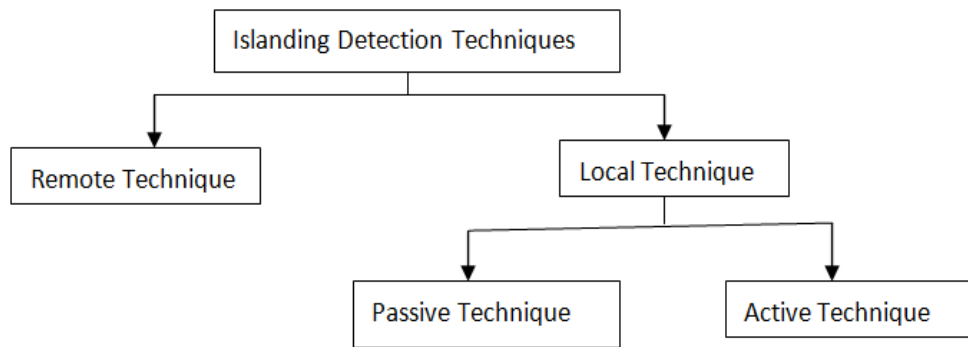 Islanding Detection Techniques
Remote Technique
Local Technique
Passive Technique
Active Technique